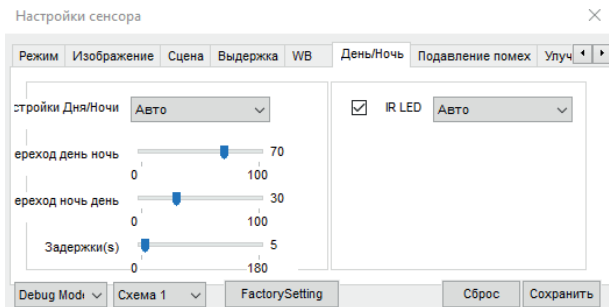 Настройки сенсора
Режим Изображение Сцена Выдержка WB День/Ночь Подавление помех Улуч
стройки Дня/Ночи Авто IR LED Авто
ереход день ночь 70
0 100
ереход ночь день 30
0 100
Задержки(s) 5
0 180
Debug Mod Схема 1 FactorySetting Сброс Сохранить